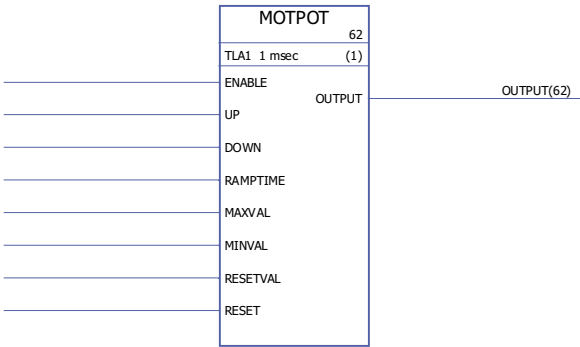 MOTPOT
62
TLA1 1 msec (1)
ENABLE
OUTPUT OUTPUT(62)
UP
DOWN
RAMPTIME
MAXVAL
MINVAL
RESETVAL
RESET